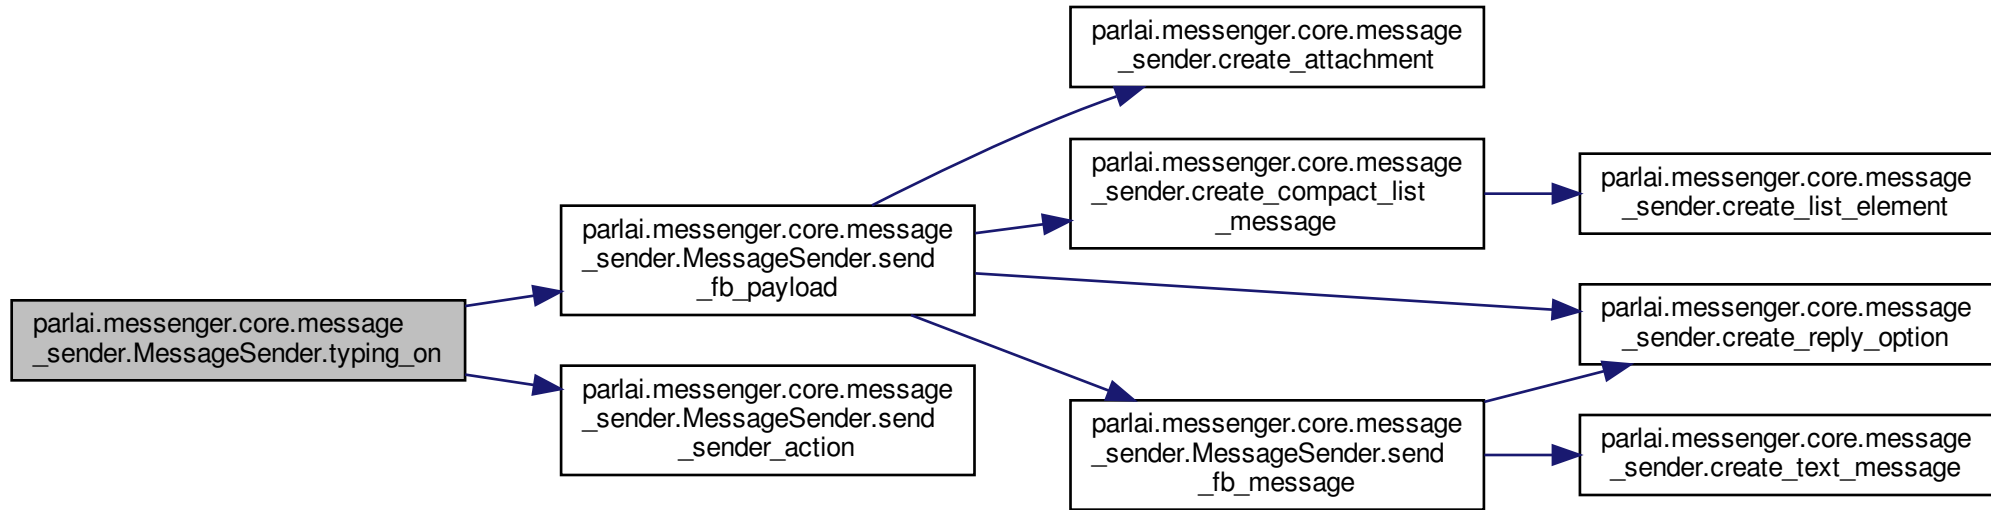 parlai.messenger.core.message
_sender.MessageSender.typing_on
parlai.messenger.core.message
_sender.MessageSender.send
_fb_payload
parlai.messenger.core.message
_sender.MessageSender.send
_sender_action
parlai.messenger.core.message
_sender.create_attachment
parlai.messenger.core.message
_sender.create_compact_list
_message
parlai.messenger.core.message
_sender.MessageSender.send
_fb_message
parlai.messenger.core.message
_sender.create_list_element
parlai.messenger.core.message
_sender.create_reply_option
parlai.messenger.core.message
_sender.create_text_message